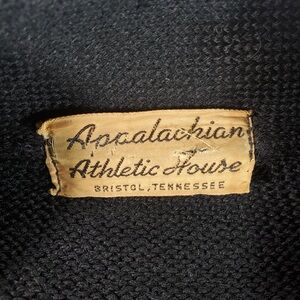 Appalachian
Athletic House
BRISTOL, TENNESSEE